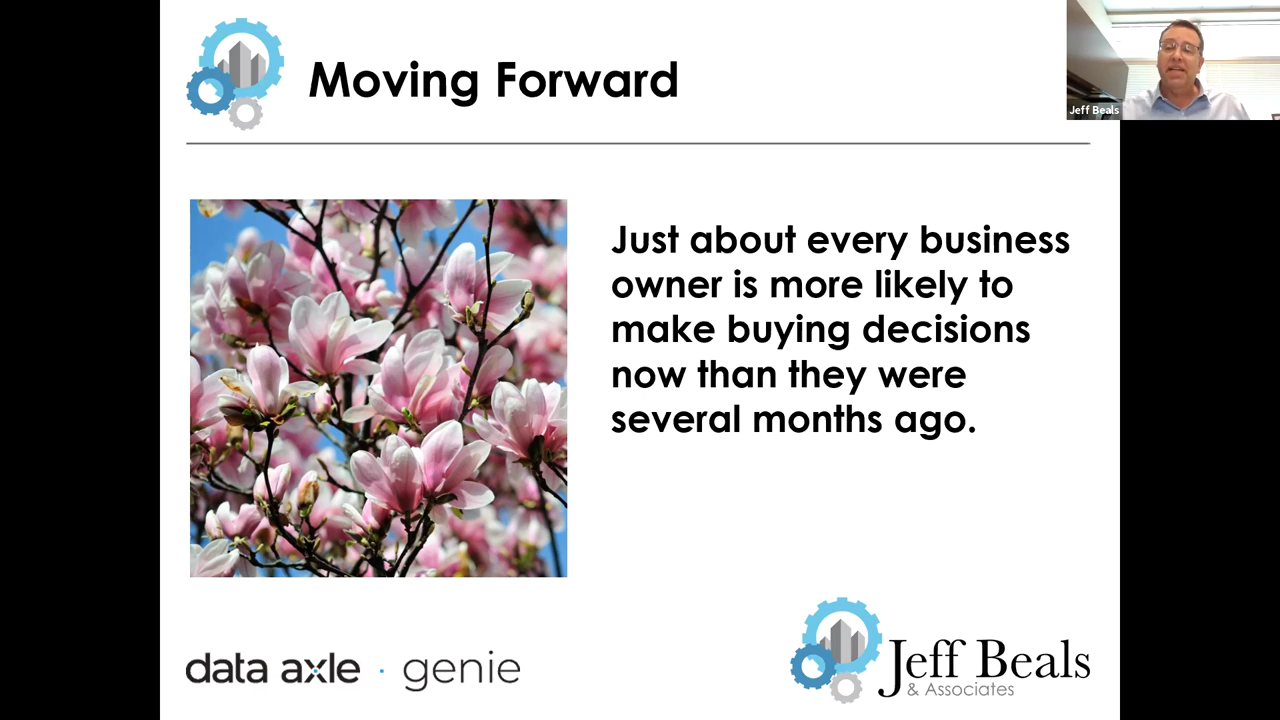 Moving Forward
Jeff Beals
Just about every business
owner is more likely to
make buying decisions
now than they were
several months ago.
data axle · genie
Jeff Beals
& Associates